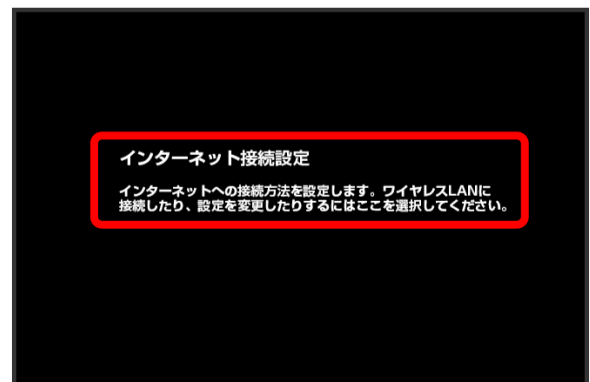 インターネット接続設定
インターネットへの接続方法を設定します。ワイヤレスLANに
接続したり、設定を変更したりするにはここを選択してください。